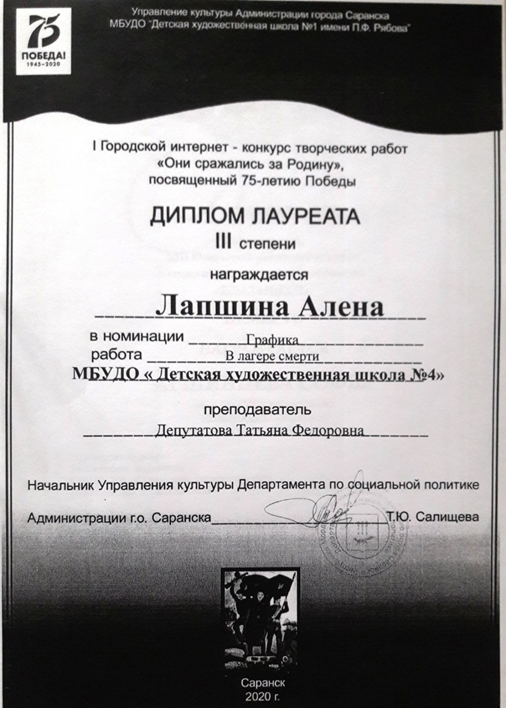 Управление культуры Администрации города Саранска
МБУДО "Детская художественная школа №1 имени П.Ф. Рябова"
75
ПОБЕДА!
1945–2020
I Городской интернет - конкурс творческих работ
«Они сражались за Родину»,
посвященный 75-летию Победы
ДИПЛОМ ЛАУРЕАТА
III степени
награждается
Лапшина Алена
в номинации Графика
работа В лагере смерти
МБУДО « Детская художественная школа №4»
преподаватель
Депутатова Татьяна Федоровна
Начальник Управления культуры Департамента по социальной политике
Администрации г.о. Саранска Т.Ю. Салищева
Саранск
2020 г.